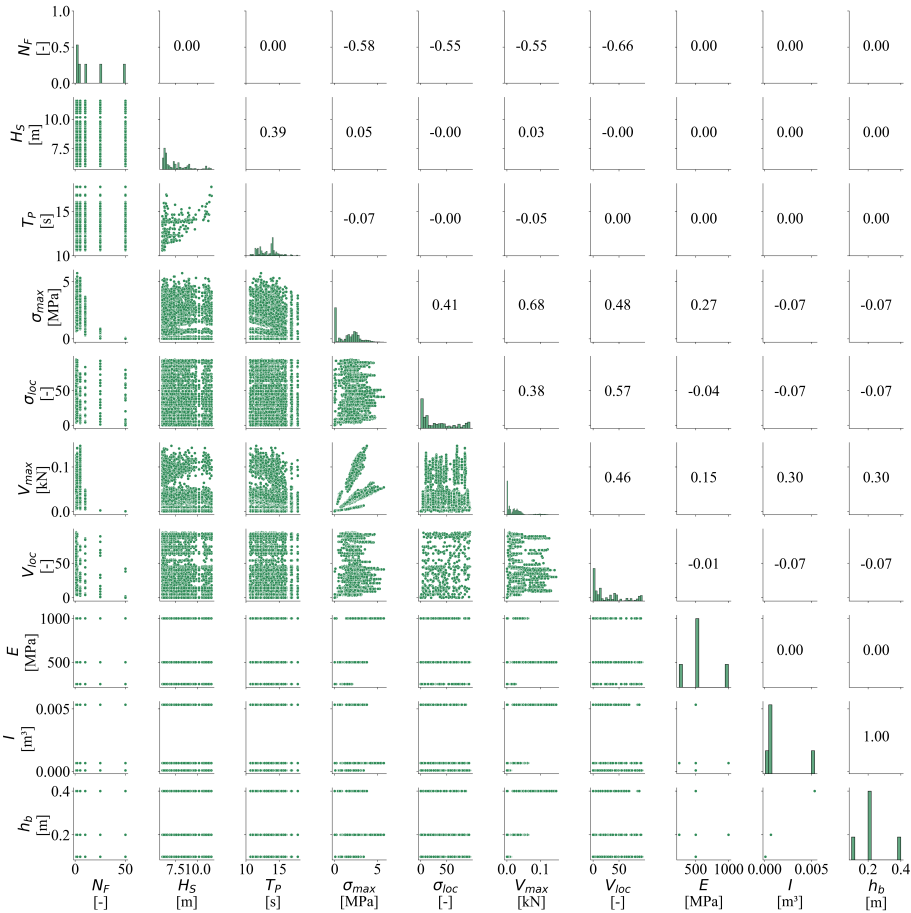 1.0
0.5
0.0
N_F
[-]
0.00
0.00
-0.58
-0.55
-0.55
-0.66
0.00
0.00
0.00
10.0
7.5
H_S
[m]
0.39
0.05
-0.00
0.03
-0.00
0.00
0.00
0.00
15
10
T_P
[s]
-0.07
-0.00
-0.05
0.00
0.00
0.00
0.00
5
0
σ_max
[MPa]
0.41
0.68
0.48
0.27
-0.07
-0.07
50
0
σ_loc
[-]
0.38
0.57
-0.04
-0.07
-0.07
0.1
0.0
V_max
[kN]
0.46
0.15
0.30
0.30
50
0
V_loc
[-]
-0.01
-0.07
-0.07
1000
500
E
[MPa]
0.00
0.00
0.005
0.000
I
[m³]
1.00
0.4
0.2
h_b
[m]
0 50
7.5 10.0
10 15
0 5
0 50
0.0 0.1
0 50
500 1000
0.000 0.005
0.2 0.4
N_F
[-]
H_S
[m]
T_P
[s]
σ_max
[MPa]
σ_loc
[-]
V_max
[kN]
V_loc
[-]
E
[MPa]
I
[m³]
h_b
[m]